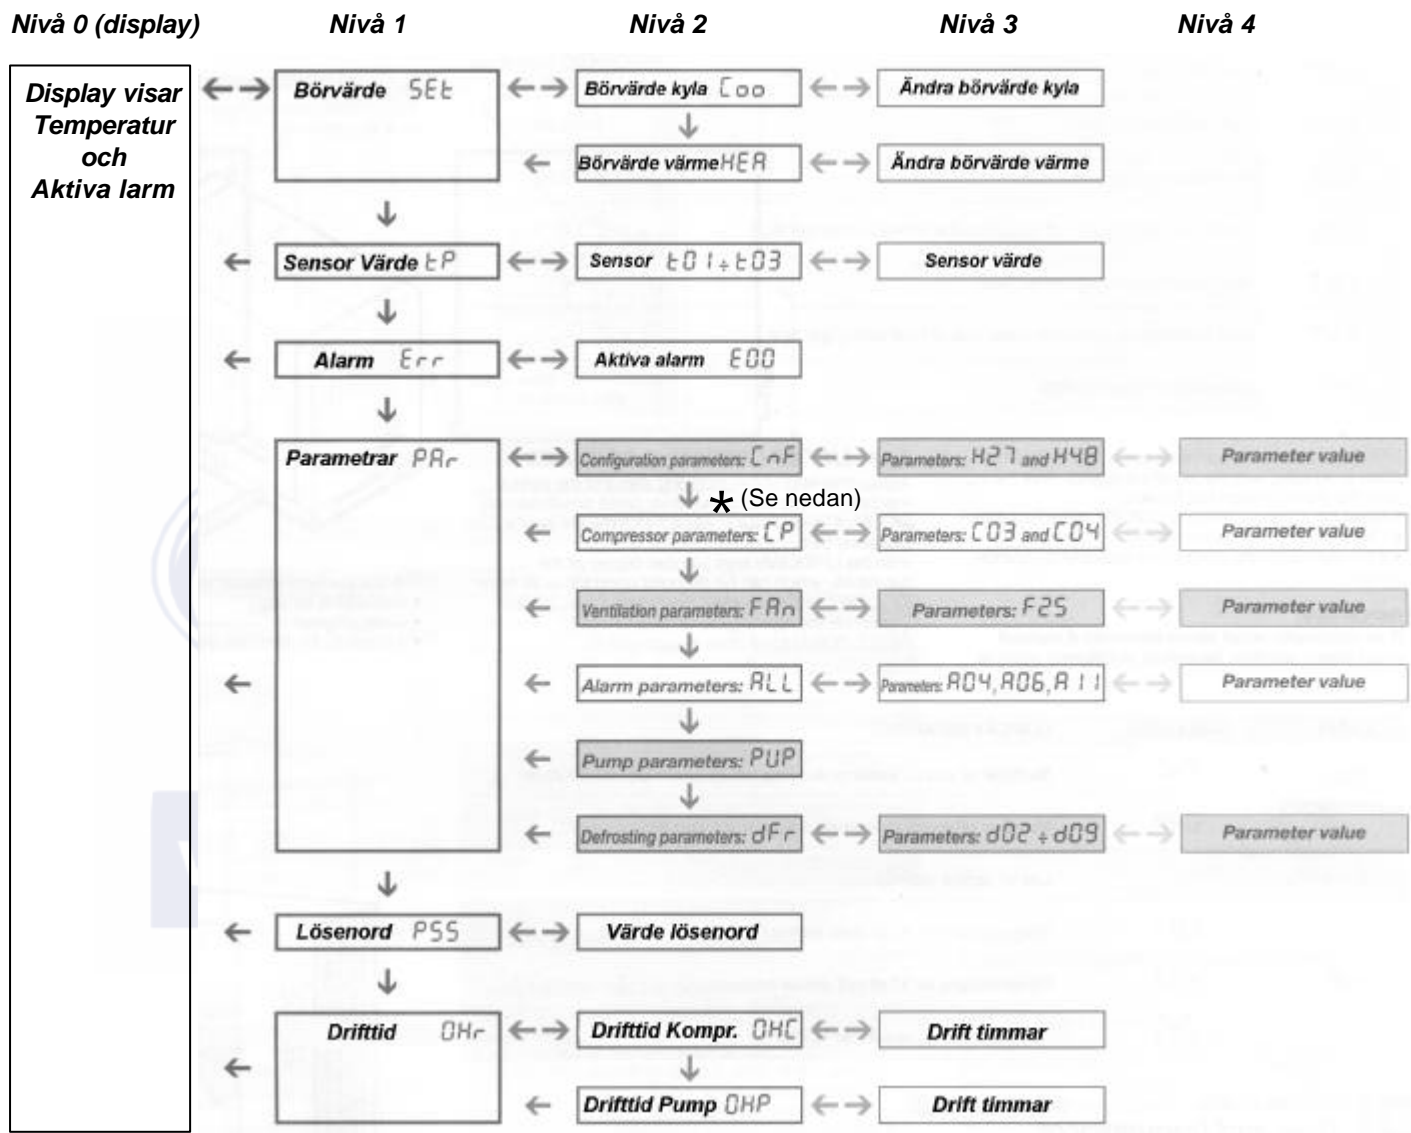 Nivå 0 (display) Nivå 1 Nivå 2 Nivå 3 Nivå 4
Display visar
Temperatur
och
Aktiva larm
Börvärde SEt Börvärde kyla Coo Ändra börvärde kyla
Börvärde värme HEA Ändra börvärde värme
Sensor Värde tP Sensor t01÷t03 Sensor värde
Alarm Err Aktiva alarm E00
Parametrar PAr Configuration parameters: CnF Parameters: H27 and H48 Parameter value
* (Se nedan)
Compressor parameters: CP Parameters: C03 and C04 Parameter value
Ventilation parameters: FAn Parameters: F25 Parameter value
Alarm parameters: ALL Parameters: A04, A06, A11 Parameter value
Pump parameters: PUP
Defrosting parameters: dFr Parameters: d02 ÷ d09 Parameter value
Lösenord PSS Värde lösenord
Drifttid OHr Drifttid Kompr. OHC Drift timmar
Drifttid Pump OHP Drift timmar